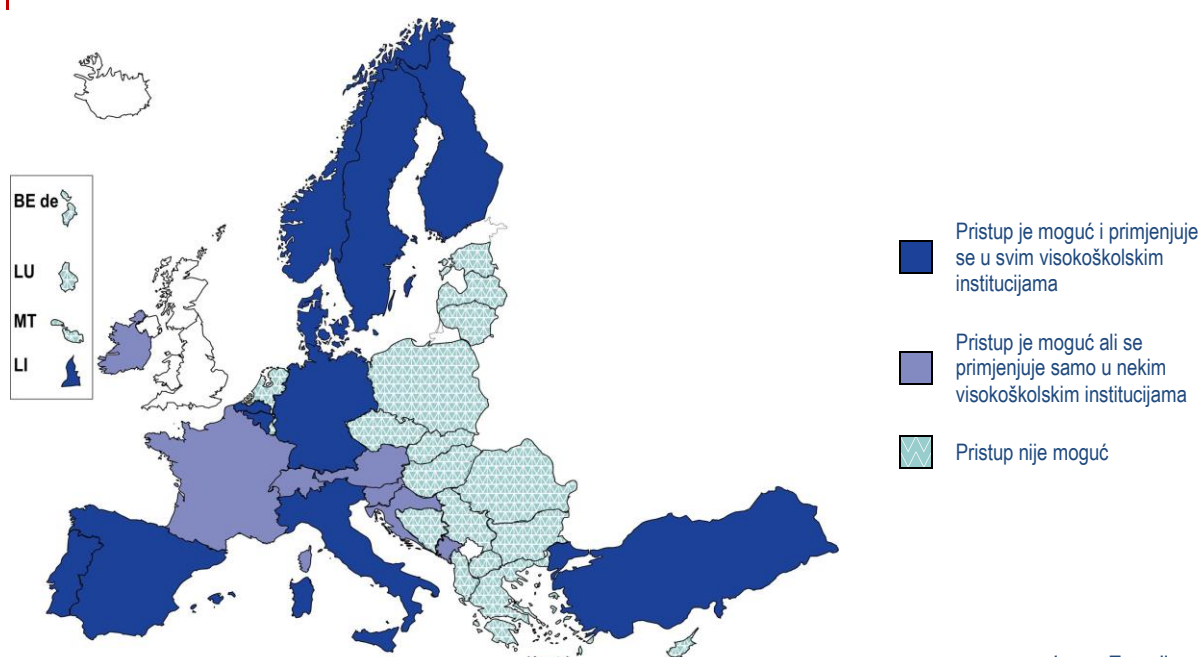 BE de
LU
MT
LI
Pristup je moguć i primjenjuje
se u svim visokoškolskim
institucijama
Pristup je moguć ali se
primjenjuje samo u nekim
visokoškolskim institucijama
Pristup nije moguć